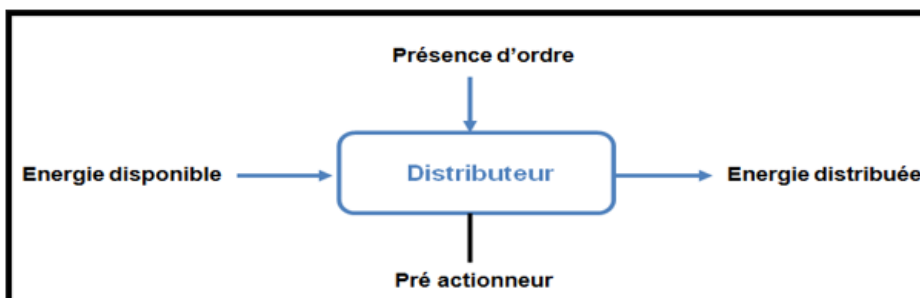 Présence d'ordre
Energie disponible
Distributeur
Energie distribuée
Pré actionneur